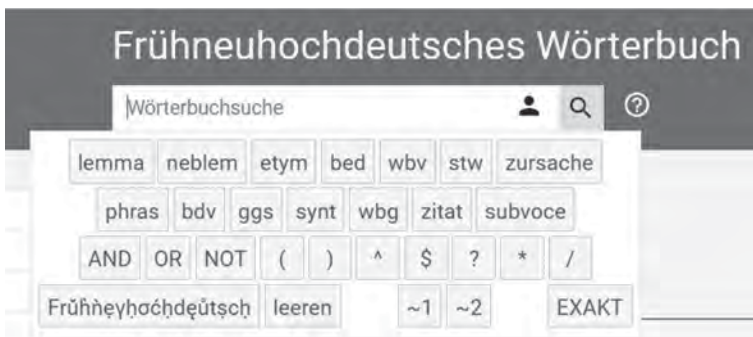 Frühneuhochdeutsches Wörterbuch
Wörterbuchsuche
lemma neblem etym bed wbv stw zursache
phras bdv ggs synt wbg zitat subvoce
AND OR NOT ( ) ^ $ ? * /
leeren ~1 ~2 EXAKT